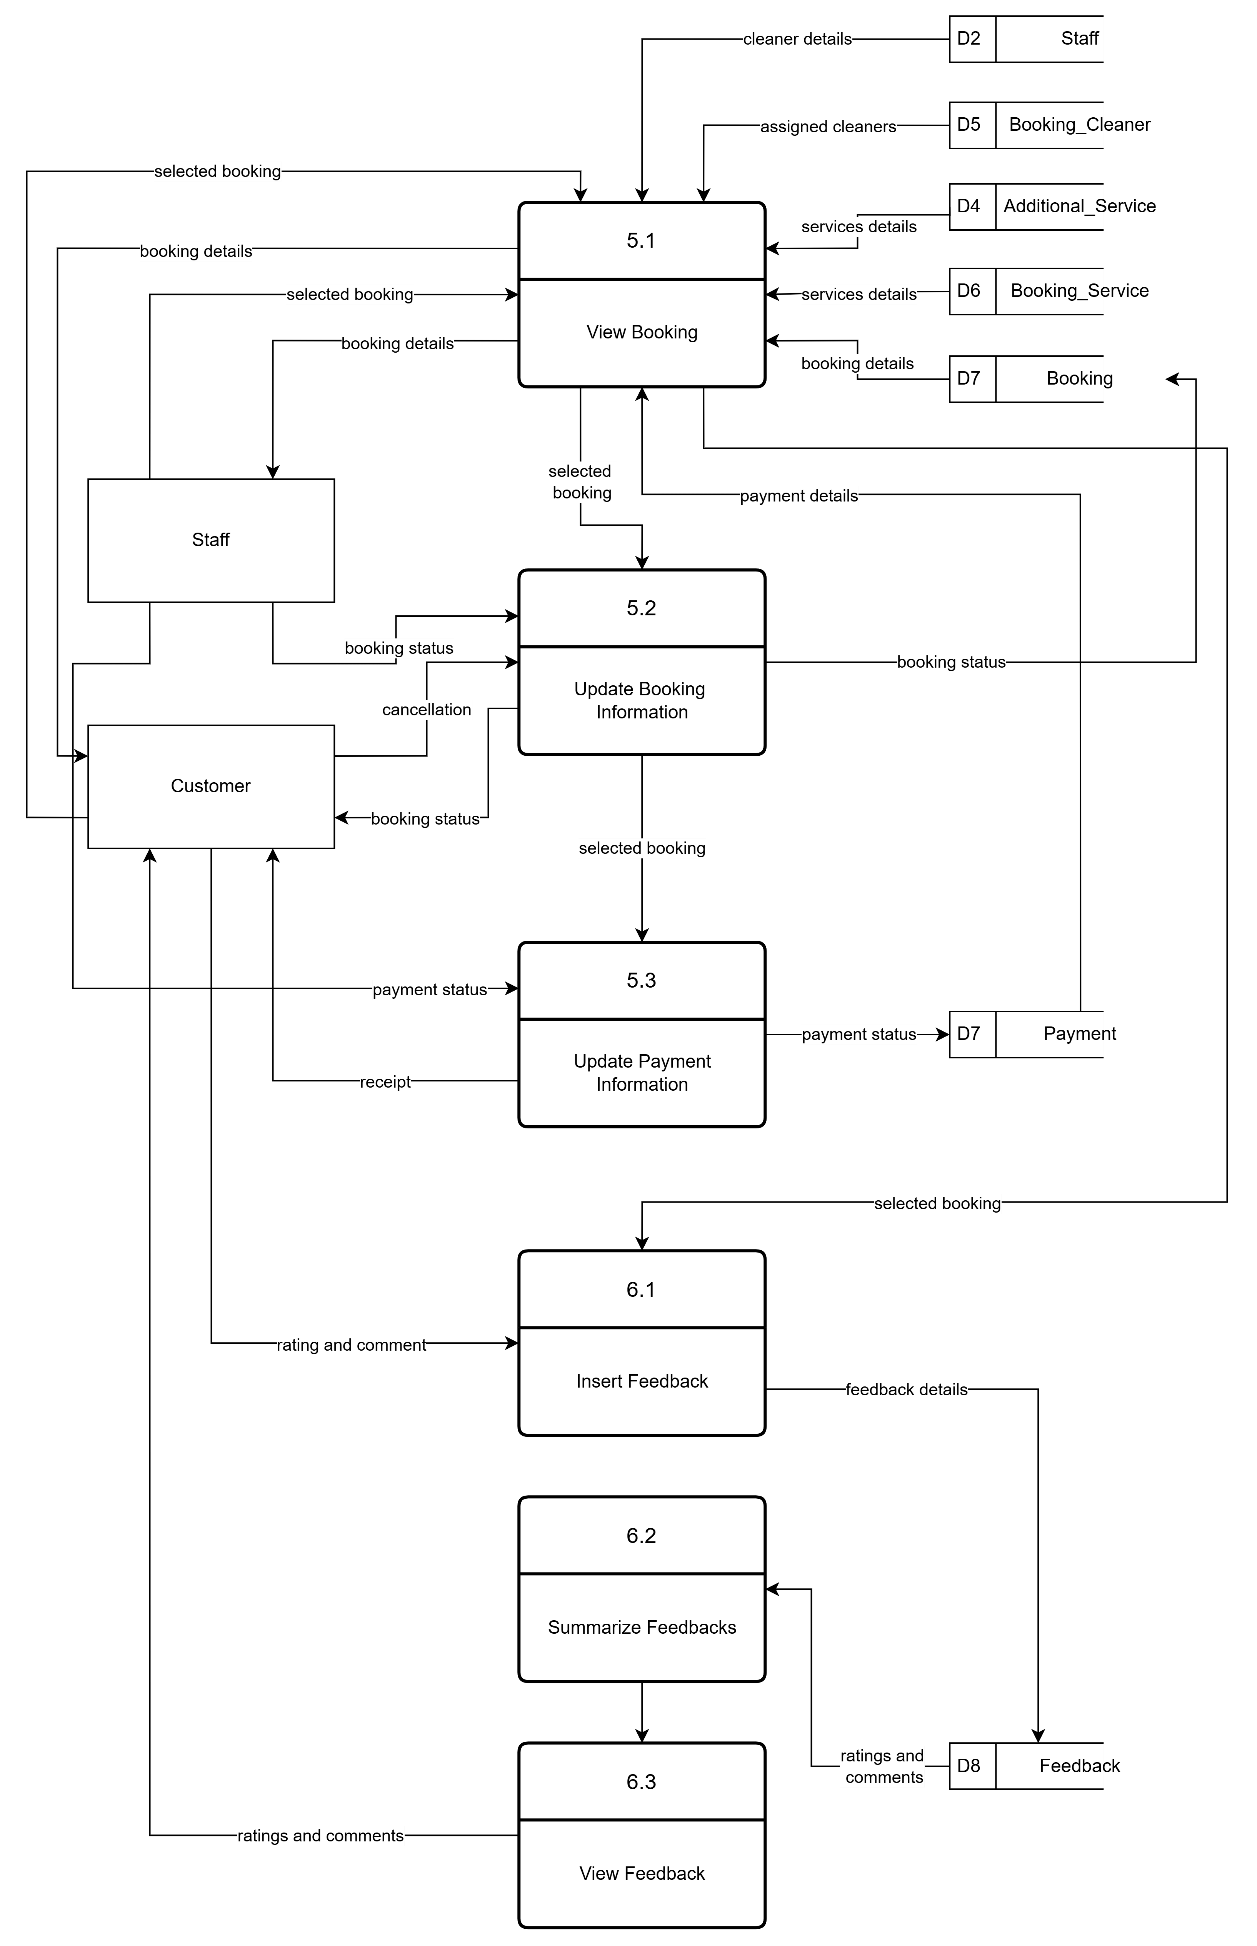 cleaner details
D2
Staff
assigned cleaners
D5
Booking_Cleaner
selected booking
D4
Additional_Service
services details
5.1
booking details
selected booking
services details
D6
Booking_Service
View Booking
booking details
booking details
D7
Booking
selected
booking
payment details
Staff
5.2
booking status
booking status
Update Booking
Information
cancellation
Customer
booking status
selected booking
5.3
payment status
payment status
D7
Payment
Update Payment
Information
receipt
selected booking
6.1
rating and comment
Insert Feedback
feedback details
6.2
Summarize Feedbacks
ratings and
comments
D8
Feedback
6.3
ratings and comments
View Feedback